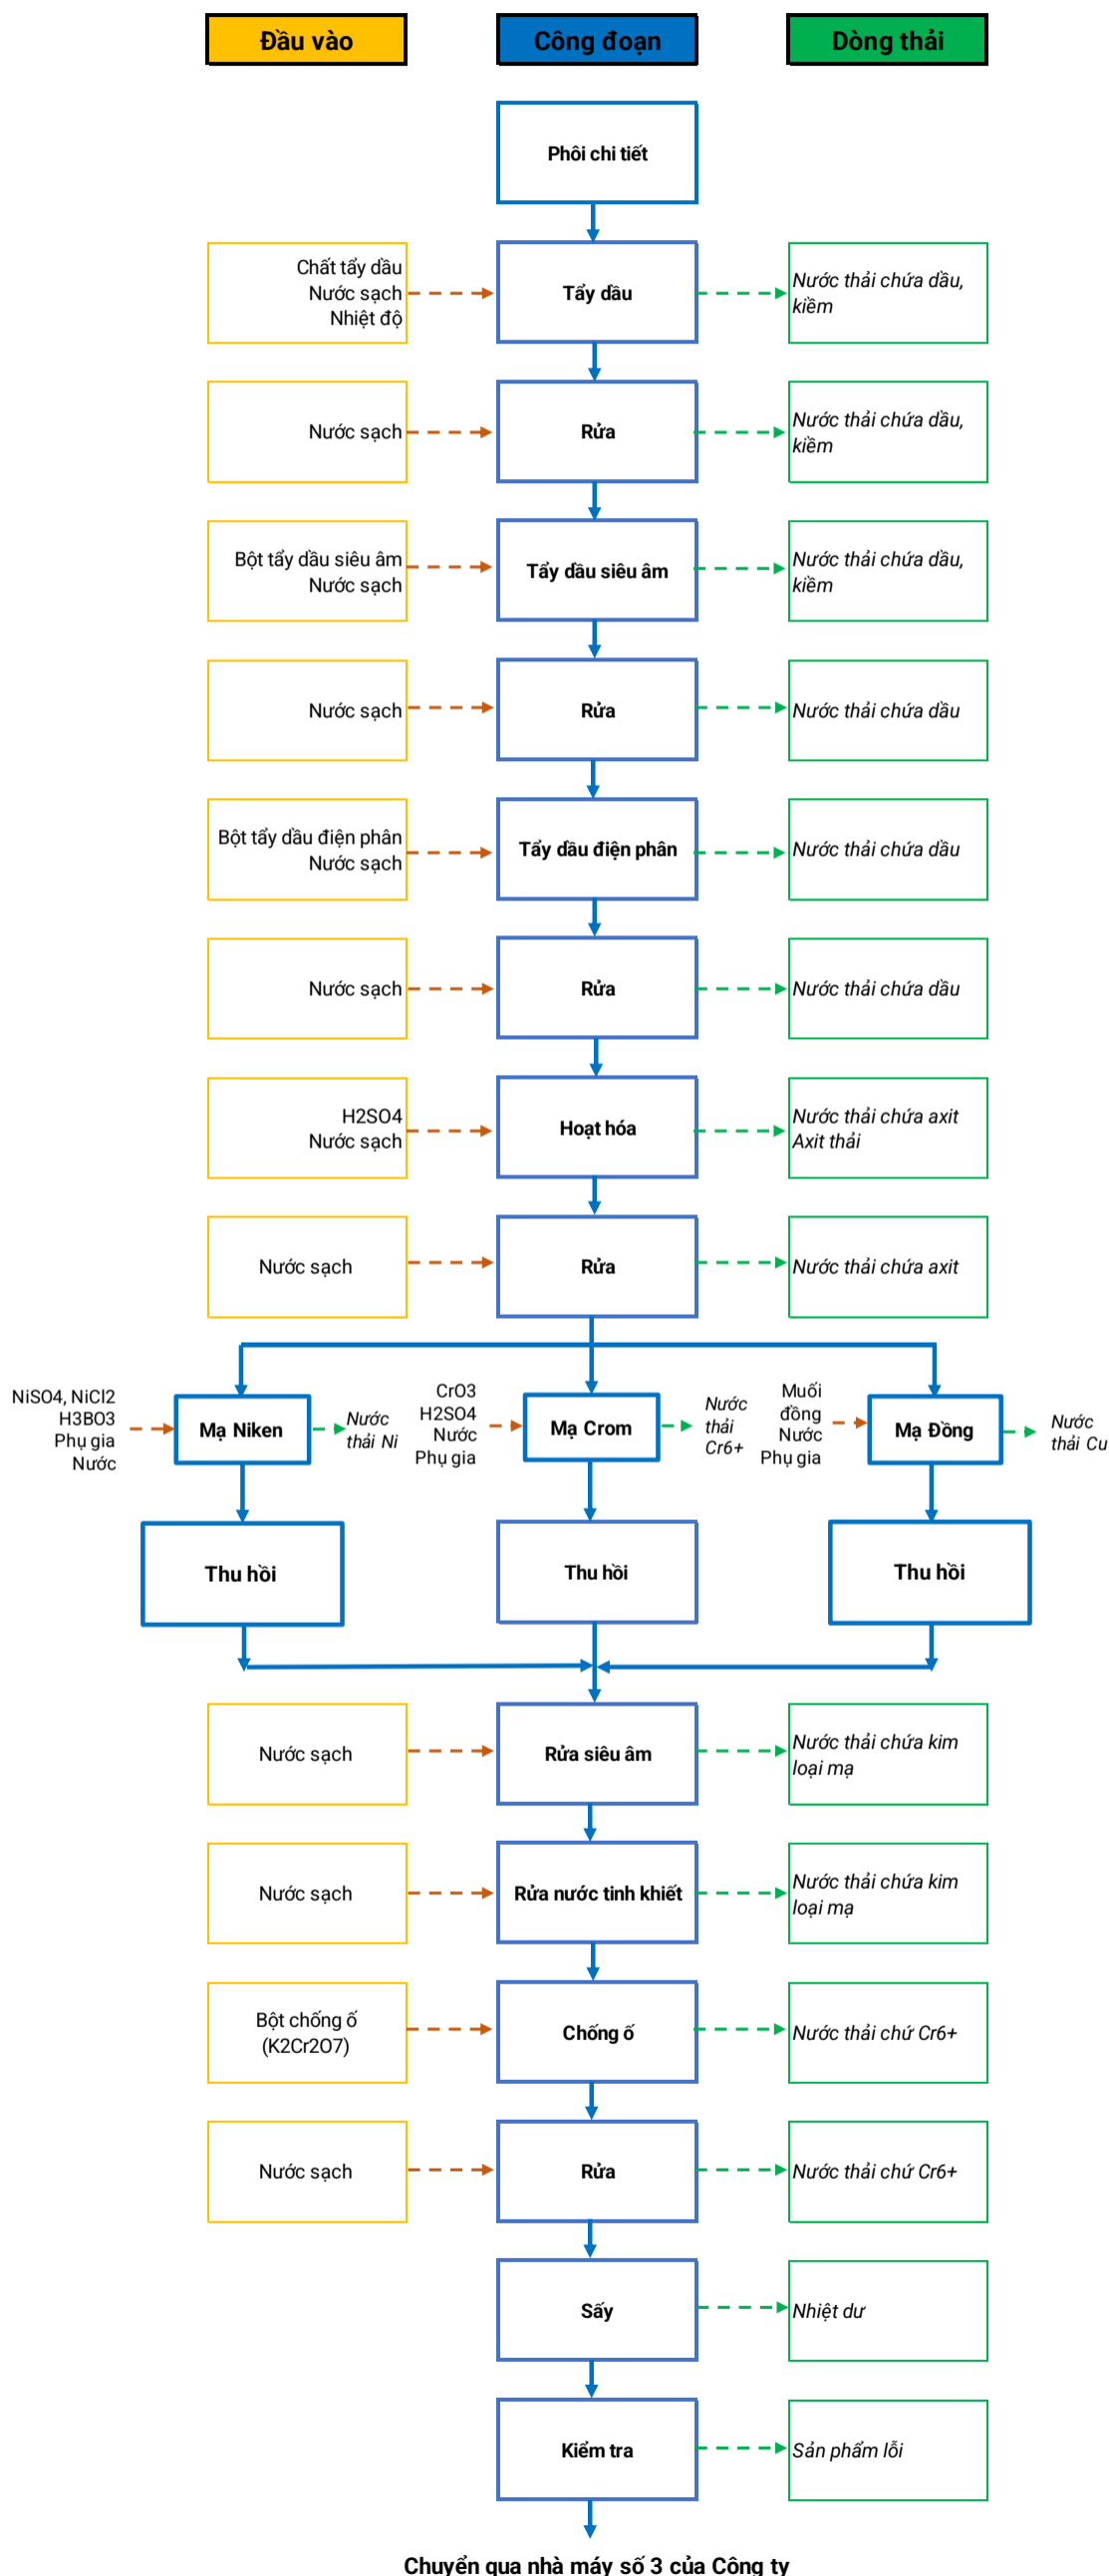 Đầu vào
Công đoạn
Dòng thải
Phôi chi tiết
Chất tẩy dầu
Nước sạch
Nhiệt độ
Tẩy dầu
Nước thải chứa dầu,
kiềm
Nước sạch
Rửa
Nước thải chứa dầu,
kiềm
Bột tẩy dầu siêu âm
Nước sạch
Tẩy dầu siêu âm
Nước thải chứa dầu,
kiềm
Nước sạch
Rửa
Nước thải chứa dầu
Bột tẩy dầu điện phân
Nước sạch
Tẩy dầu điện phân
Nước thải chứa dầu
Nước sạch
Rửa
Nước thải chứa dầu
H2SO4
Nước sạch
Hoạt hóa
Nước thải chứa axit
Axit thải
Nước sạch
Rửa
Nước thải chứa axit
NiSO4, NiCl2
H3BO3
Phụ gia
Nước
Mạ Niken
Nước
thải Ni
CrO3
H2SO4
Nước
Phụ gia
Mạ Crom
Nước
thải
Cr6+
Muối
đồng
Nước
Phụ gia
Mạ Đồng
Nước
thải Cu
Thu hồi
Thu hồi
Thu hồi
Nước sạch
Rửa siêu âm
Nước thải chứa kim
loại mạ
Nước sạch
Rửa nước tinh khiết
Nước thải chứa kim
loại mạ
Bột chống ố
(K2Cr2O7)
Chống ố
Nước thải chứ Cr6+
Nước sạch
Rửa
Nước thải chứ Cr6+
Sấy
Nhiệt dư
Kiểm tra
Sản phẩm lỗi
Chuyển qua nhà máy số 3 của Công ty